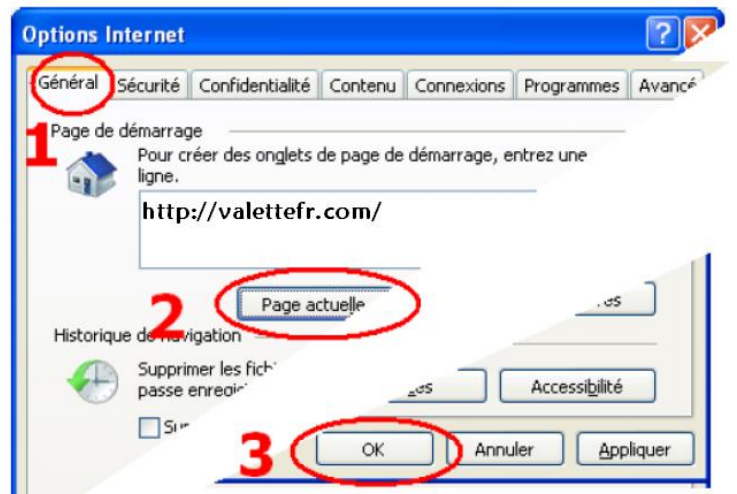 Options Internet
Général Sécurité Confidentialité Contenu Connexions Programmes Avancé
1
Page de démarrage
Pour créer des onglets de page de démarrage, entrez une
ligne.
http://valettefr.com/
2
Page actuelle
Historique de navigation
Supprimer les
passe
Accessibilité
3
OK Annuler Appliquer